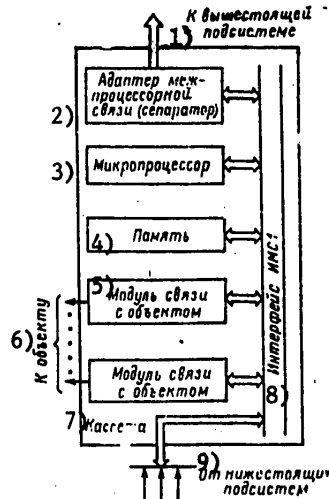 К вышестоящей
1) подсистеме
Адаптер меж-
процессорной
2) связи (сепаратор)
3) Микропроцессор
4) Память
5) Модуль связи
с объектом
6) К объекту
Модуль связи
с объектом
Интерфейс ИМС1
8)
7) Кассета
9) От нижестоящих
подсистем